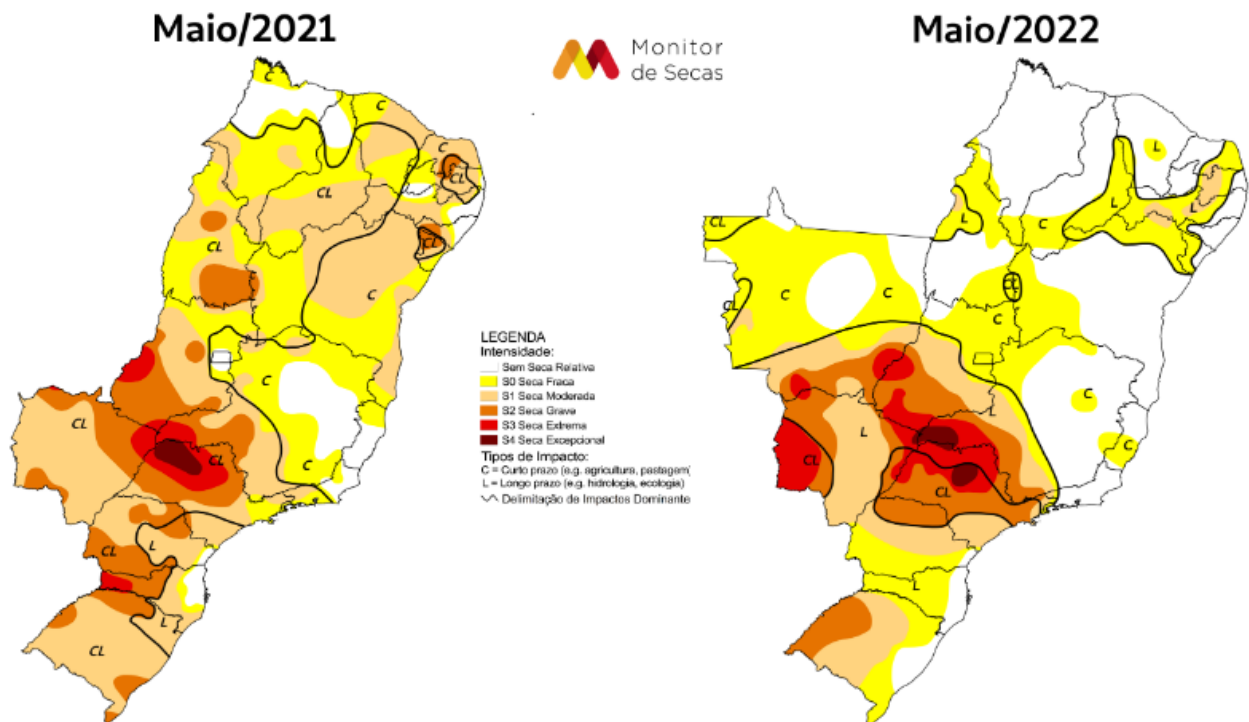 Maio/2021
Monitor
de Secas
Maio/2022
C
C
C
CL
CL
CL
CL
C
C
C
CL
CL
CL
L
L
CL
LEGENDA
Intensidade:
Sem Seca Relativa
S0 Seca Fraca
S1 Seca Moderada
S2 Seca Grave
S3 Seca Extrema
S4 Seca Excepcional
Tipos de Impacto:
C = Curto prazo (e.g. agricultura, pastagem)
L = Longo prazo (e.g. hidrologia, ecologia)
Delimitação de Impactos Dominante
L
L
L
L
C
CL
C
C
CL
CL
C
C
C
L
CL
CL
L